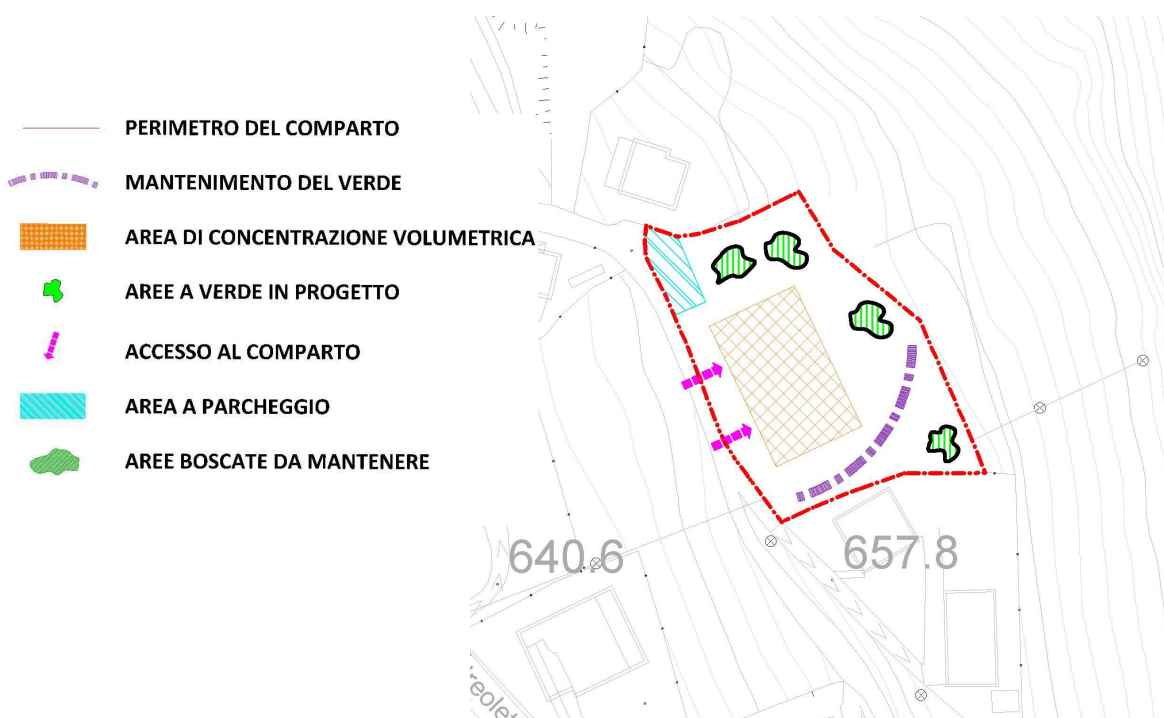 PERIMETRO DEL COMPARTO
MANTENIMENTO DEL VERDE
AREA DI CONCENTRAZIONE VOLUMETRICA
AREE A VERDE IN PROGETTO
ACCESSO AL COMPARTO
AREA A PARCHEGGIO
AREE BOSCATE DA MANTENERE
640.6
657.8